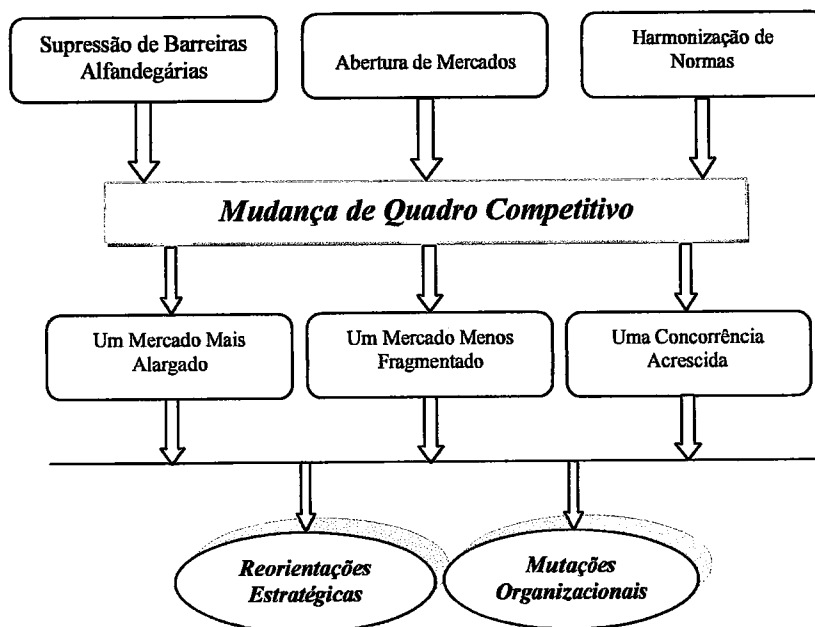 Supressão de Barreiras
Alfandegárias
Abertura de Mercados
Harmonização de
Normas
Mudança de Quadro Competitivo
Um Mercado Mais
Alargado
Um Mercado Menos
Fragmentado
Uma Concorrência
Acrescida
Reorientações
Estratégicas
Mutações
Organizacionais